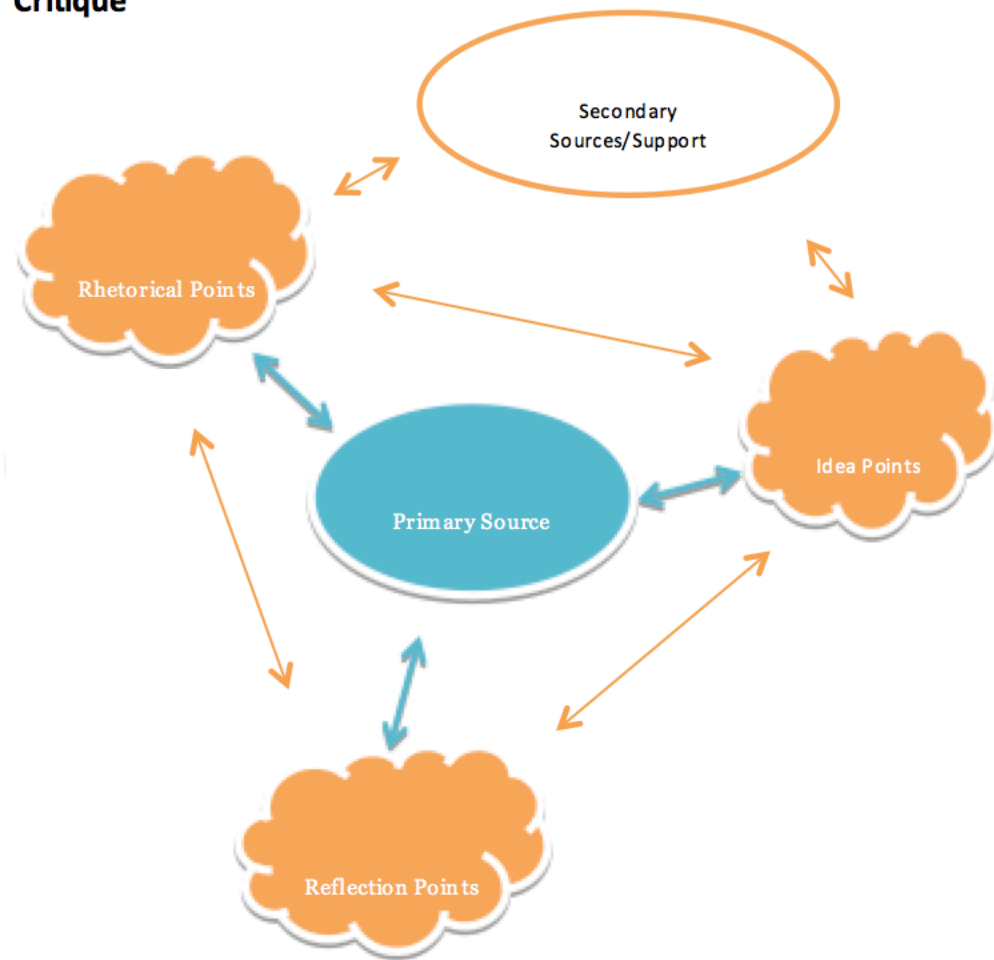 Critique
Secondary
Sources/Support
Rhetorical Points
Idea Points
Primary Source
Reflection Points